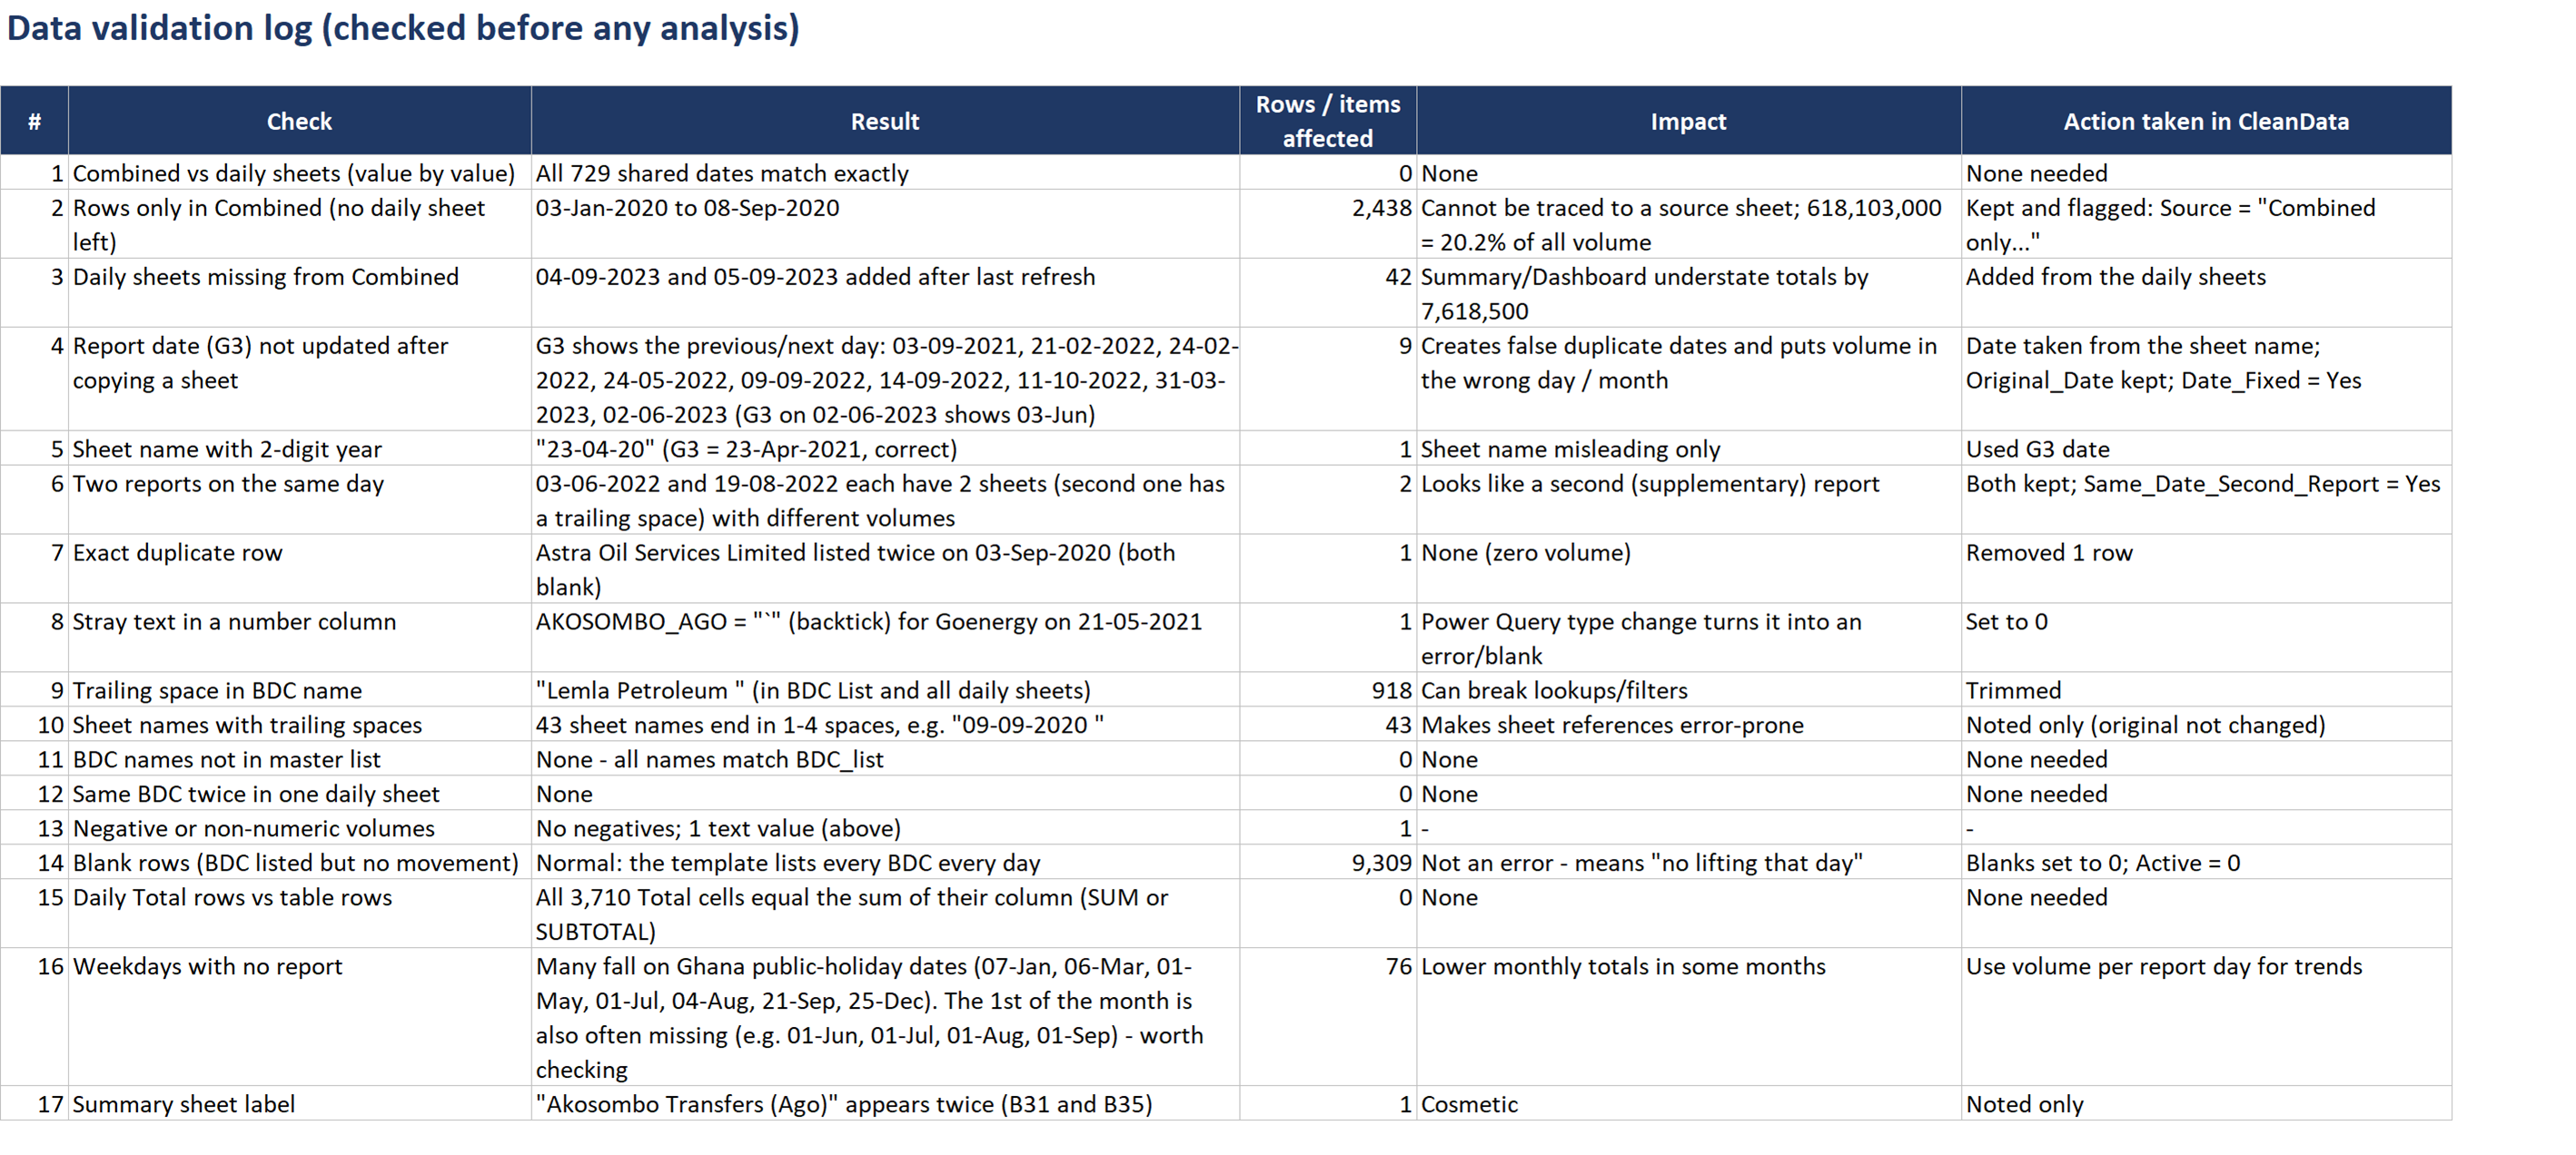 Data validation log (checked before any analysis)
# Check Result Rows / items affected Impact Action taken in CleanData
1 Combined vs daily sheets (value by value) All 729 shared dates match exactly 0 None None needed
2 Rows only in Combined (no daily sheet left) 03-Jan-2020 to 08-Sep-2020 2,438 Cannot be traced to a source sheet; 618,103,000 = 20.2% of all volume Kept and flagged: Source = "Combined only..."
3 Daily sheets missing from Combined 04-09-2023 and 05-09-2023 added after last refresh 42 Summary/Dashboard understate totals by 7,618,500 Added from the daily sheets
4 Report date (G3) not updated after copying a sheet G3 shows the previous/next day: 03-09-2021, 21-02-2022, 24-02-2022, 24-05-2022, 09-09-2022, 14-09-2022, 11-10-2022, 31-03-2023, 02-06-2023 (G3 on 02-06-2023 shows 03-Jun) 9 Creates false duplicate dates and puts volume in the wrong day / month Date taken from the sheet name; Original_Date kept; Date_Fixed = Yes
5 Sheet name with 2-digit year "23-04-20" (G3 = 23-Apr-2021, correct) 1 Sheet name misleading only Used G3 date
6 Two reports on the same day 03-06-2022 and 19-08-2022 each have 2 sheets (second one has a trailing space) with different volumes 2 Looks like a second (supplementary) report Both kept; Same_Date_Second_Report = Yes
7 Exact duplicate row Astra Oil Services Limited listed twice on 03-Sep-2020 (both blank) 1 None (zero volume) Removed 1 row
8 Stray text in a number column AKOSOMBO_AGO = "`" (backtick) for Goenergy on 21-05-2021 1 Power Query type change turns it into an error/blank Set to 0
9 Trailing space in BDC name "Lemla Petroleum " (in BDC List and all daily sheets) 918 Can break lookups/filters Trimmed
10 Sheet names with trailing spaces 43 sheet names end in 1-4 spaces, e.g. "09-09-2020 " 43 Makes sheet references error-prone Noted only (original not changed)
11 BDC names not in master list None - all names match BDC_list 0 None None needed
12 Same BDC twice in one daily sheet None 0 None None needed
13 Negative or non-numeric volumes No negatives; 1 text value (above) 1 - -
14 Blank rows (BDC listed but no movement) Normal: the template lists every BDC every day 9,309 Not an error - means "no lifting that day" Blanks set to 0; Active = 0
15 Daily Total rows vs table rows All 3,710 Total cells equal the sum of their column (SUM or SUBTOTAL) 0 None None needed
16 Weekdays with no report Many fall on Ghana public-holiday dates (07-Jan, 06-Mar, 01-May, 01-Jul, 04-Aug, 21-Sep, 25-Dec). The 1st of the month is also often missing (e.g. 01-Jun, 01-Jul, 01-Aug, 01-Sep) - worth checking 76 Lower monthly totals in some months Use volume per report day for trends
17 Summary sheet label "Akosombo Transfers (Ago)" appears twice (B31 and B35) 1 Cosmetic Noted only